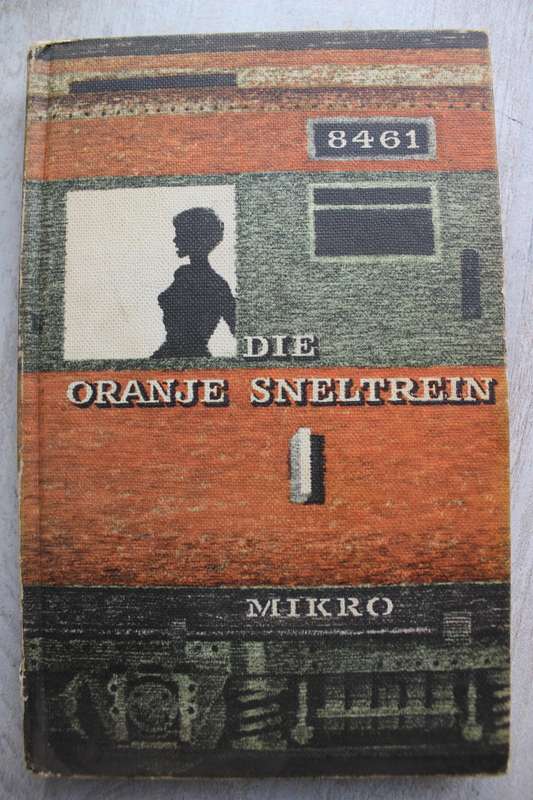 8461
DIE
ORANJE SNELTREIN
MIKRO